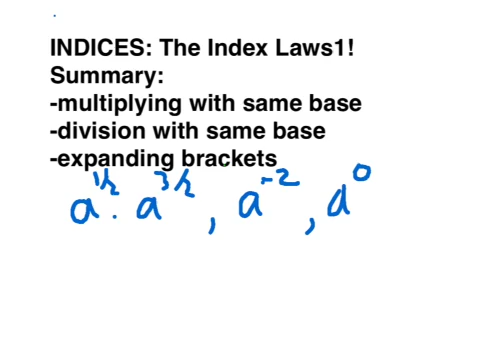 INDICES: The Index Laws1!
Summary:
-multiplying with same base
-division with same base
-expanding brackets
a^{1/2} . a^{3/2} , a^{-2} , d^{0}